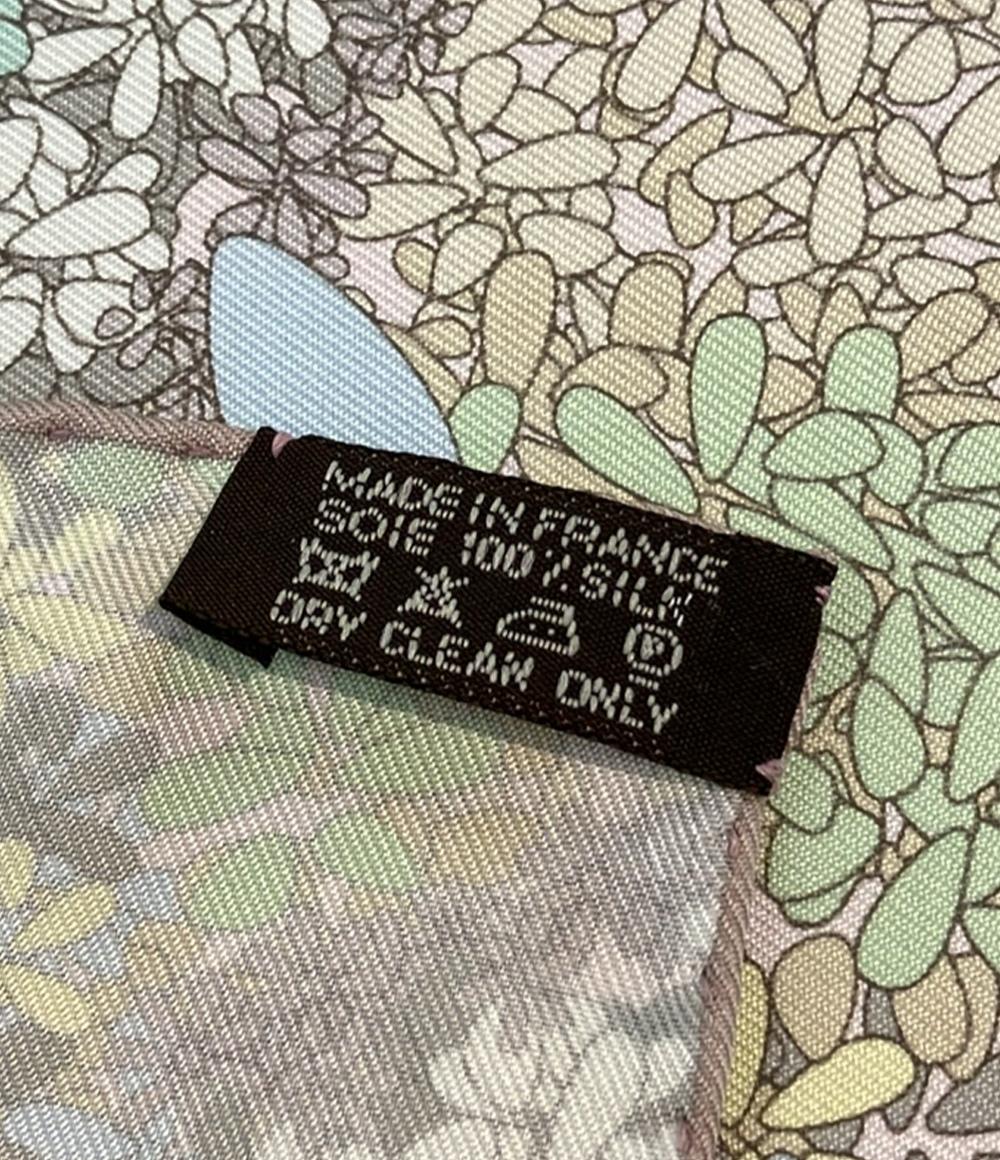 MADE IN FRANCE
SOIE 100% SILK
P
DRY CLEAN ONLY